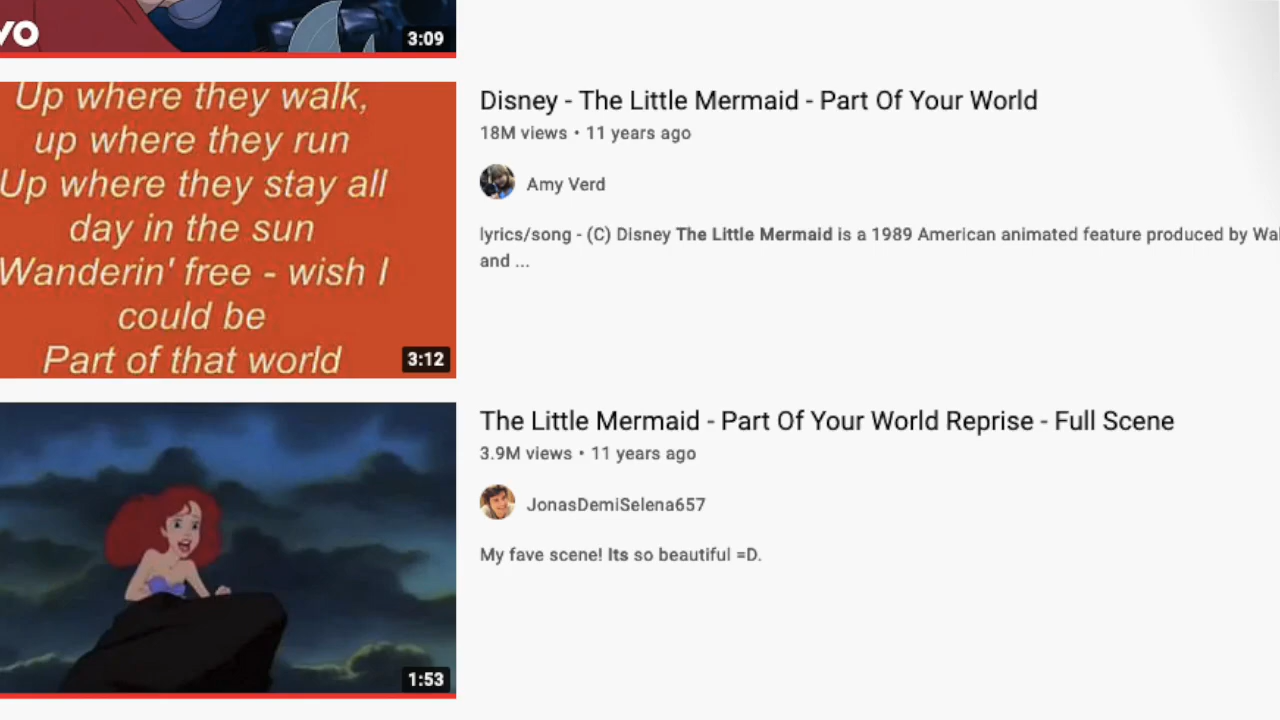 VO
3:09
Up where they walk,
up where they run
Up where they stay all
day in the sun
Wanderin' free - wish I
could be
Part of that world
3:12
Disney - The Little Mermaid - Part Of Your World
18M views • 11 years ago
Amy Verd
lyrics/song - (C) Disney The Little Mermaid is a 1989 American animated feature produced by
and ...
1:53
The Little Mermaid - Part Of Your World Reprise - Full Scene
3.9M views • 11 years ago
JonasDemiSelena657
My fave scene! Its so beautiful =D.